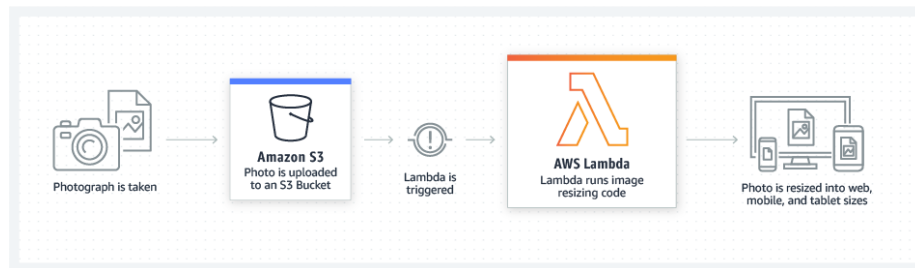 Photograph is taken
Amazon S3
Photo is uploaded
to an S3 Bucket
Lambda is
triggered
AWS Lambda
Lambda runs image
resizing code
Photo is resized into web,
mobile, and tablet sizes